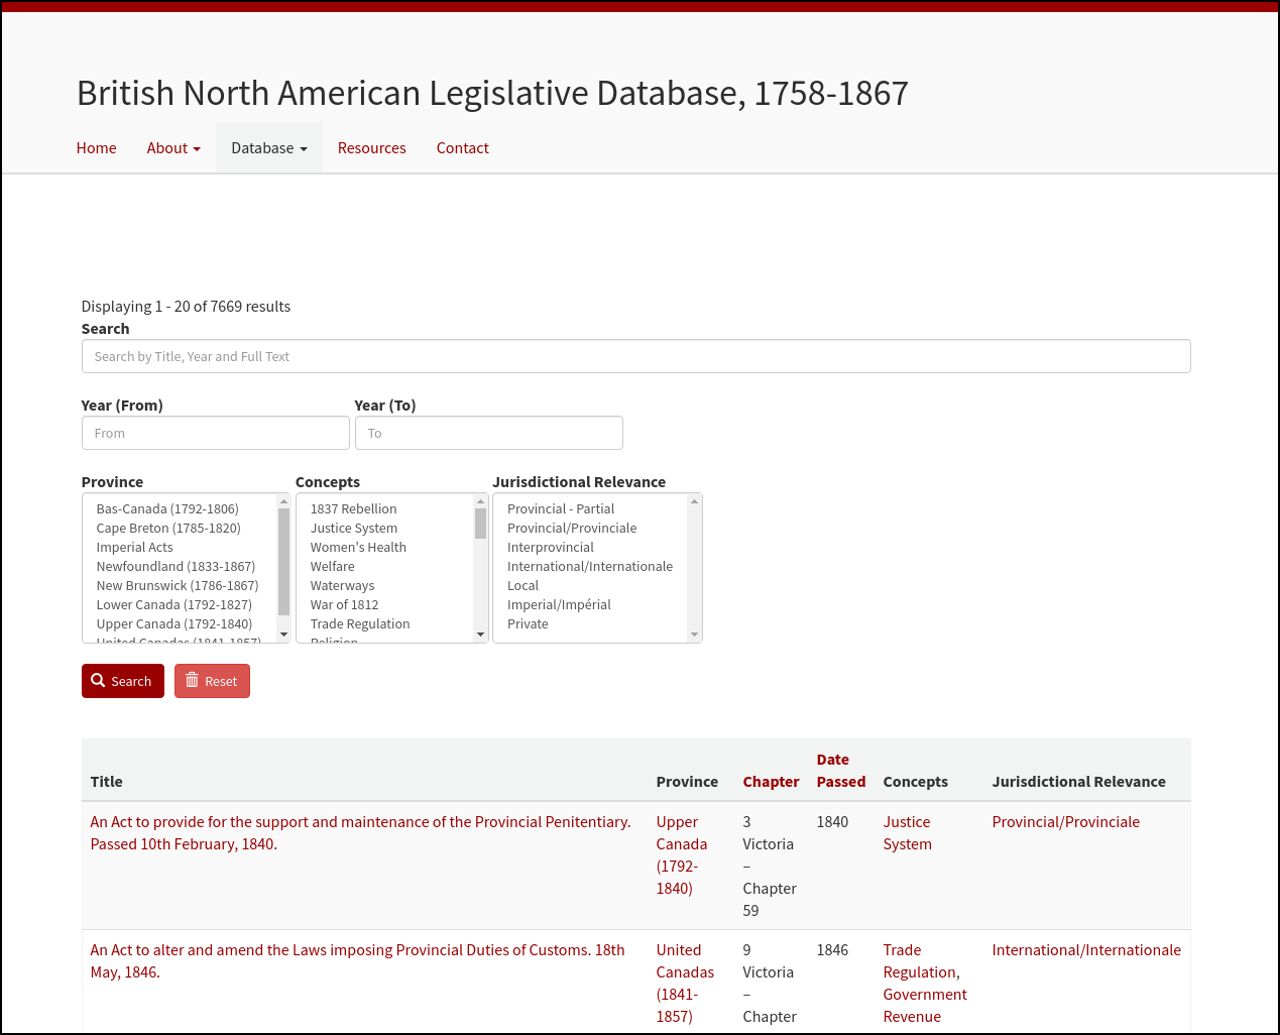 British North American Legislative Database, 1758-1867
Home About Database Resources Contact
Displaying 1 - 20 of 7669 results
Search
Search by Title, Year and Full Text
Year (From) Year (To)
From To
Province Concepts Jurisdictional Relevance
Bas-Canada (1792-1806) 1837 Rebellion Provincial - Partial
Cape Breton (1785-1820) Justice System Provincial/Provinciale
Imperial Acts Women's Health Interprovincial
Newfoundland (1833-1867) Welfare International/Internationale
New Brunswick (1786-1867) Waterways Local
Lower Canada (1792-1827) War of 1812 Imperial/Impérial
Upper Canada (1792-1840) Trade Regulation Private
United Canadas (1841-1857) Religion
Search Reset
Date
Title Province Chapter Passed Concepts Jurisdictional Relevance
An Act to provide for the support and maintenance of the Provincial Penitentiary. Upper 3 1840 Justice Provincial/Provinciale
Passed 10th February, 1840. Canada Victoria System
(1792- –
1840) Chapter
59
An Act to alter and amend the Laws imposing Provincial Duties of Customs. 18th United 9 1846 Trade International/Internationale
May, 1846. Canadas Victoria Regulation,
(1841- – Government
1857) Chapter Revenue